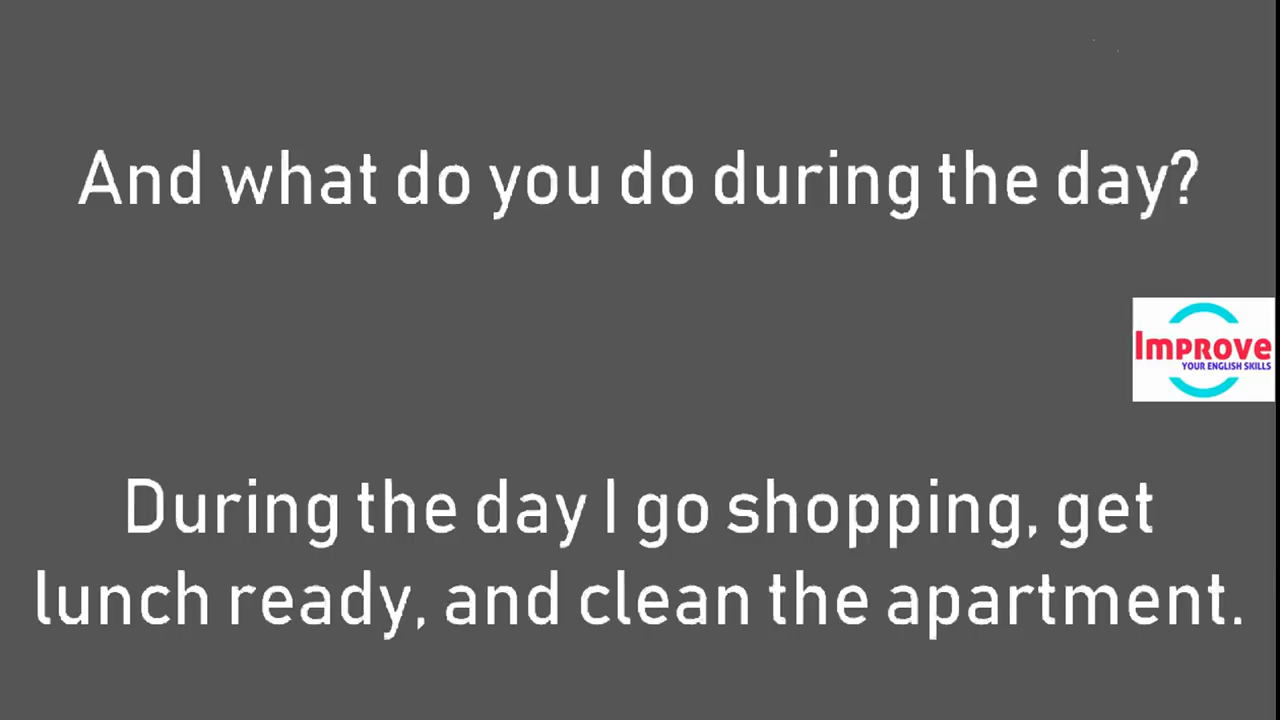 And what do you do during the day?
Improve
YOUR ENGLISH SKILLS
During the day I go shopping, get
lunch ready, and clean the apartment.